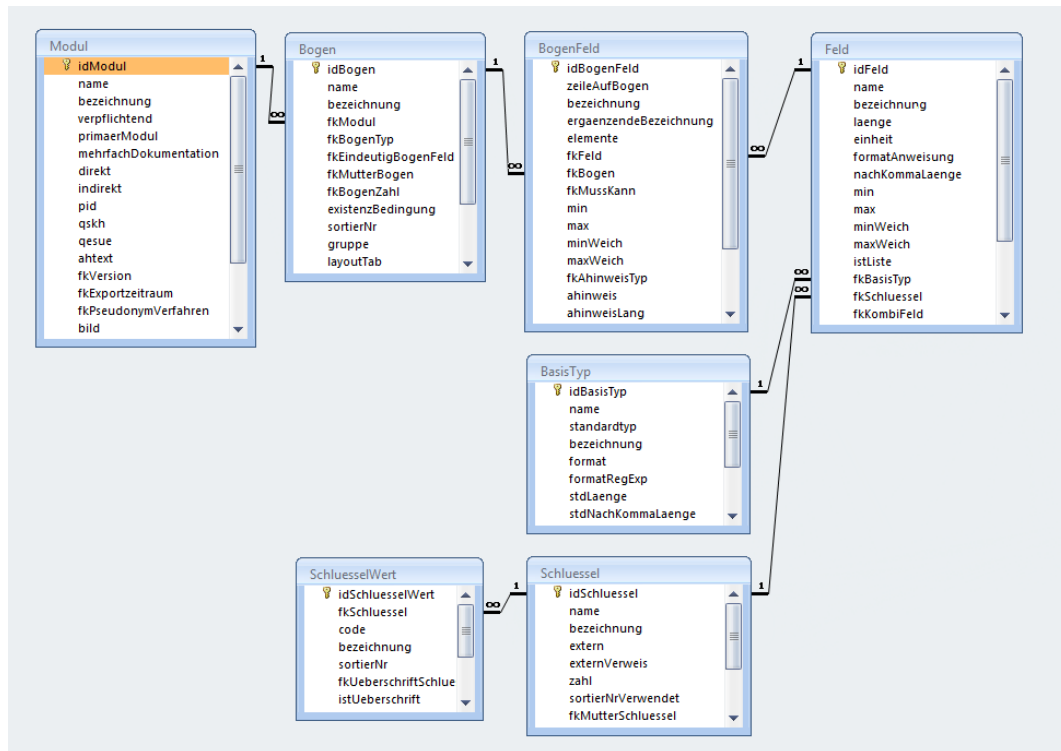 Modul
idModul
name
bezeichnung
verpflichtend
primaerModul
mehrfachDokumentation
direkt
indirekt
pid
qskh
qesue
ahtext
fkVersion
fkExportzeitraum
fkPseudonymVerfahren
bild
1
∞
Bogen
idBogen
name
bezeichnung
fkModul
fkBogenTyp
fkEindeutigBogenFeld
fkMutterBogen
fkBogenZahl
existenzBedingung
sortierNr
gruppe
layoutTab
1
∞
BogenFeld
idBogenFeld
zeileAufBogen
bezeichnung
ergaenzendeBezeichnung
elemente
fkFeld
fkBogen
fkMussKann
min
max
minWeich
maxWeich
fkAhinweisTyp
ahinweis
ahinweisLang
1
∞
Feld
idFeld
name
bezeichnung
laenge
einheit
formatAnweisung
nachKommaLaenge
min
max
minWeich
maxWeich
istListe
fkBasisTyp
fkSchluessel
fkKombiFeld
∞
∞
BasisTyp
idBasisTyp
name
standardtyp
bezeichnung
format
formatRegExp
stdLaenge
stdNachKommaLaenge
1
SchluesselWert
idSchluesselWert
fkSchluessel
code
bezeichnung
sortierNr
fkUeberschriftSchlue
istUeberschrift
∞
1
Schluessel
idSchluessel
name
bezeichnung
extern
externVerweis
zahl
sortierNrVerwendet
fkMutterSchluessel
1